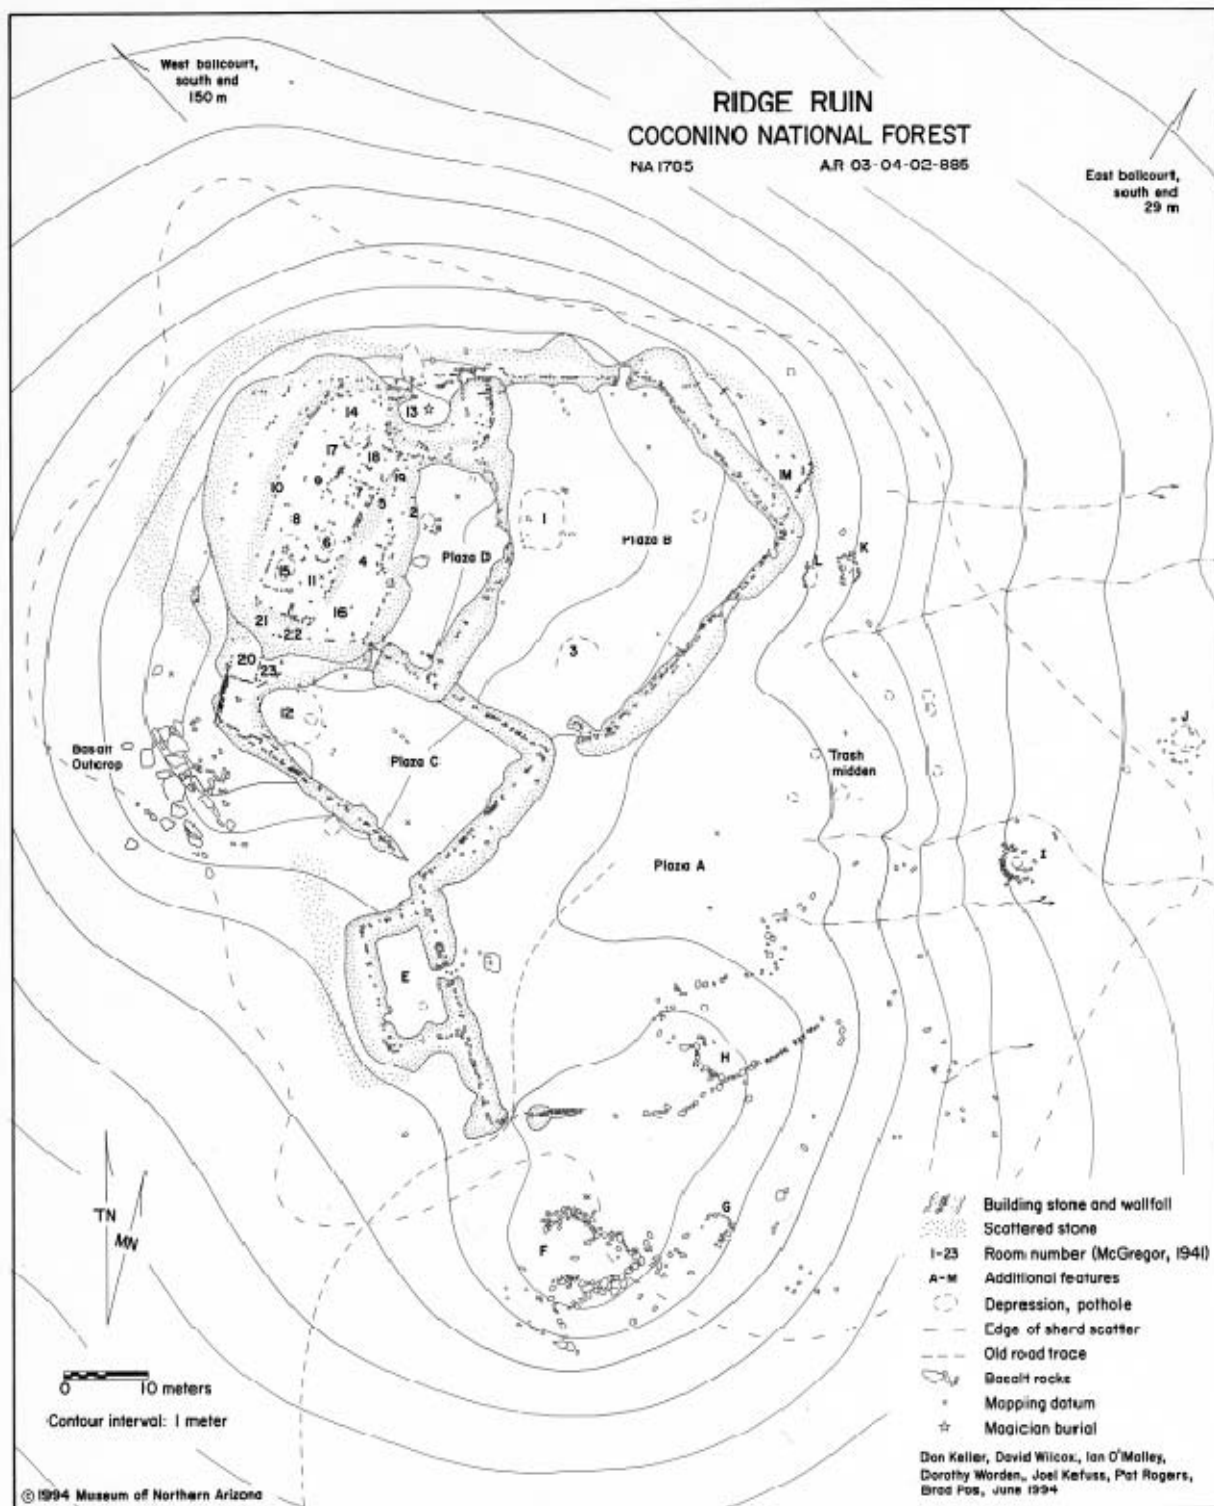 West ballcourt,
south end
150 m
RIDGE RUIN
COCONINO NATIONAL FOREST
NA 1785 A.R 03-04-02-885
East ballcourt,
south end
29 m
14
13
17
18
19
10
9
7
5
2
8
6
4
15
11
16
21
22
20
23
12
1
3
Plaza D
Plaza B
M
L
K
J
I
Basalt
Outcrop
Plaza C
Trash
midden
Plaza A
E
H
G
F
TN
MN
0 10 meters
Contour interval: 1 meter
Building stone and wallfall
Scattered stone
1-23 Room number (McGregor, 1941)
A-M Additional features
Depression, pothole
Edge of sherd scatter
Old road trace
Basalt rocks
Mapping datum
Magician burial
Don Keller, David Wilcox, Ian O'Malley,
Dorothy Worden, Joel Kefuss, Pat Rogers,
Brad Pos, June 1994
© 1994 Museum of Northern Arizona